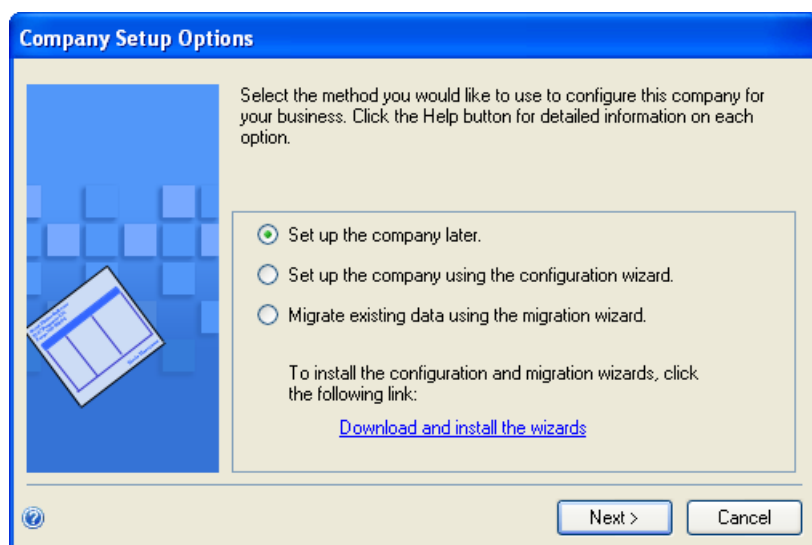 Company Setup Options
Select the method you would like to use to configure this company for
your business. Click the Help button for detailed information on each
option.
Set up the company later.
Set up the company using the configuration wizard.
Migrate existing data using the migration wizard.
To install the configuration and migration wizards, click
the following link:
Download and install the wizards
Next >
Cancel